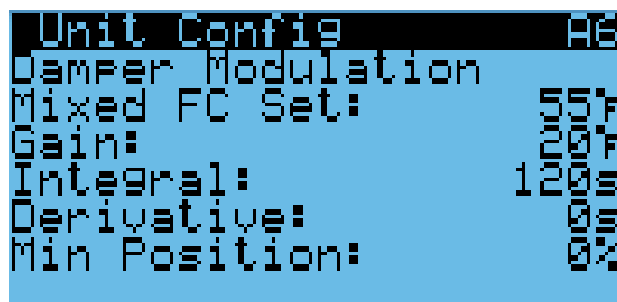 Unit Config A6
Damper Modulation
Mixed FC Set: 55°F
Gain: 20°F
Integral: 120s
Derivative: 0s
Min Position: 0%